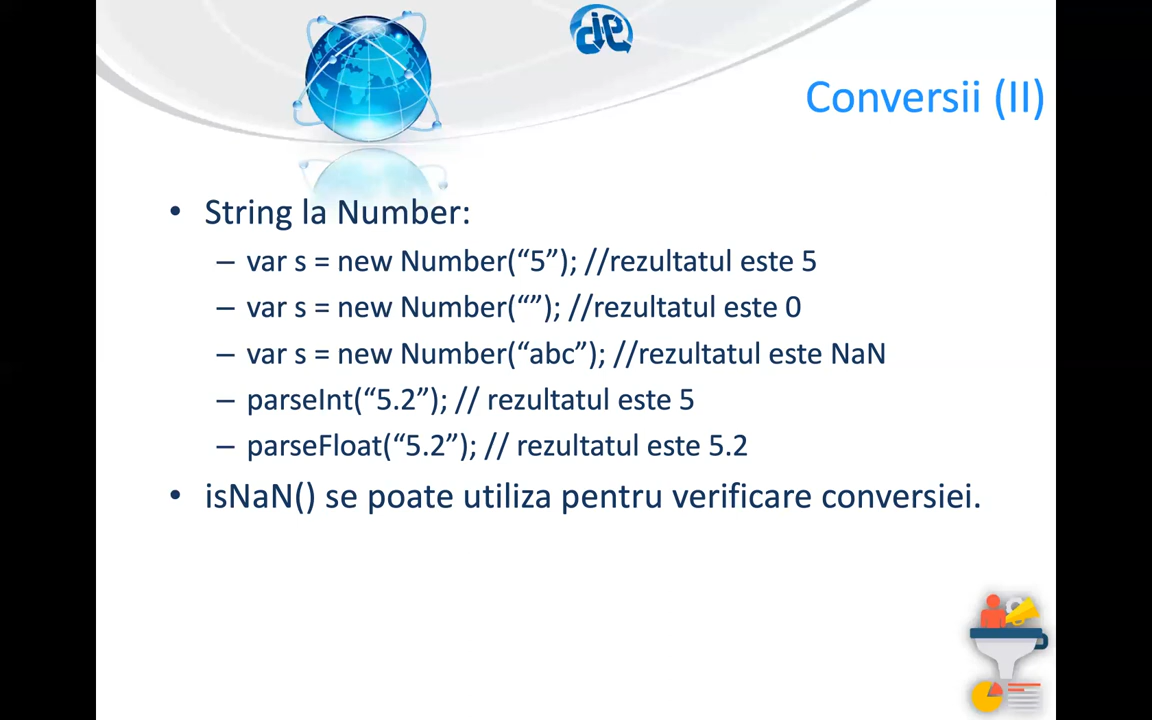 Conversii (II)
• String la Number:
– var s = new Number(“5”); //rezultatul este 5
– var s = new Number(“”); //rezultatul este 0
– var s = new Number(“abc”); //rezultatul este NaN
– parseInt(“5.2”); // rezultatul este 5
– parseFloat(“5.2”); // rezultatul este 5.2
• isNaN() se poate utiliza pentru verificare conversiei.